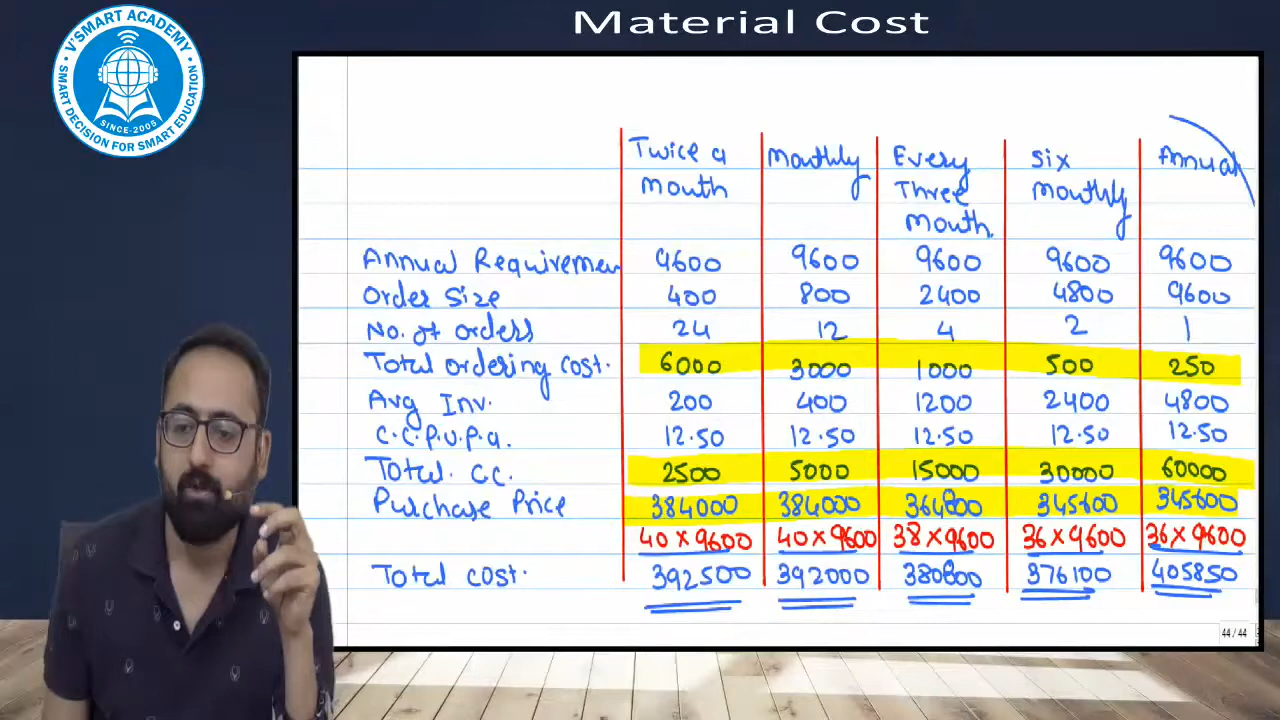 Material Cost
V'SMART ACADEMY
SMART DECISION FOR SMART EDUCATION
SINCE-2005
Twice a Month Monthly Every Three Month. Six Monthly Annual
Annual Requiremen 9600 9600 9600 9600 9600
Order Size 400 800 2400 4800 9600
No. of orders 24 12 4 2 1
Total ordering cost. 6000 3000 1000 500 250
Avg Inv. 200 400 1200 2400 4800
C.C.P.U.P.a. 12.50 12.50 12.50 12.50 12.50
Total. CC. 2500 5000 15000 30000 60000
Purchase Price 384000 384000 364800 345600 345600
40 × 9600 40 × 9600 38 × 9600 36 × 9600 36 × 9600
Total cost. 392500 392000 380800 376100 405850
44 / 44